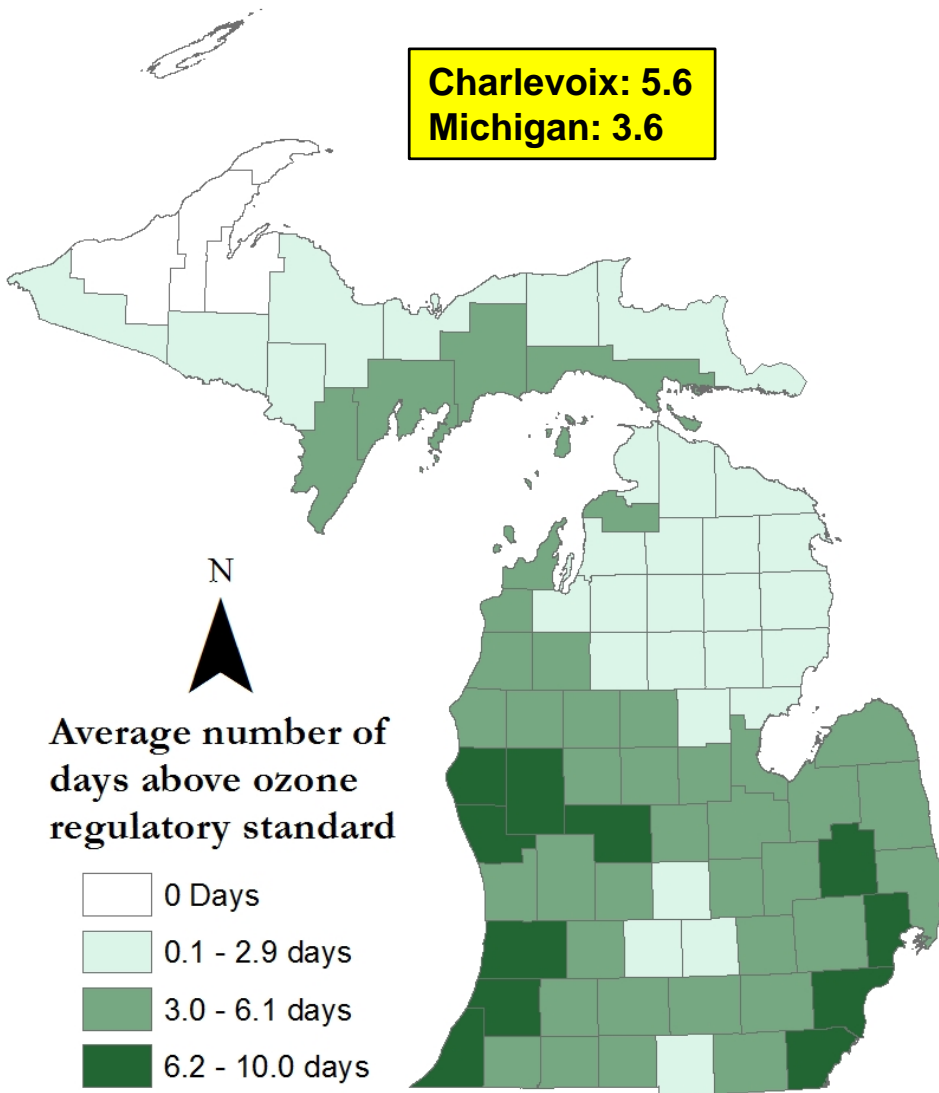 Charlevoix: 5.6
Michigan: 3.6
N
Average number of
days above ozone
regulatory standard
0 Days
0.1 - 2.9 days
3.0 - 6.1 days
6.2 - 10.0 days